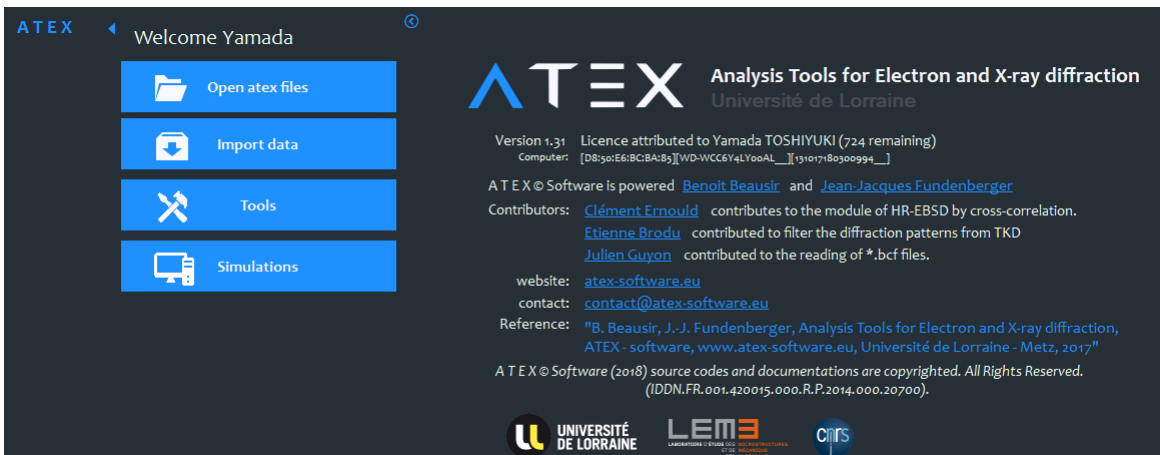 ATEX
Welcome Yamada
Open atex files
Import data
Tools
Simulations
ATEX
Analysis Tools for Electron and X-ray diffraction
Université de Lorraine
Version 1.31 Licence attributed to Yamada TOSHIYUKI (724 remaining)
Computer: [D8:50:E6:BC:BA:85][WD-WCC6Y4LY00AL__][131017180300994__]
A T E X © Software is powered Benoit Beausir and Jean-Jacques Fundenberger
Contributors: Clément Ernould contributes to the module of HR-EBSD by cross-correlation.
Etienne Brodu contributed to filter the diffraction patterns from TKD
Julien Guyon contributed to the reading of *.bcf files.
website: atex-software.eu
contact: contact@atex-software.eu
Reference: "B. Beausir, J.-J. Fundenberger, Analysis Tools for Electron and X-ray diffraction,
ATEX - software, www.atex-software.eu, Université de Lorraine - Metz, 2017"
A T E X © Software (2018) source codes and documentations are copyrighted. All Rights Reserved.
(IDDN.FR.001.420015.000.R.P.2014.000.20700).
UNIVERSITÉ
DE LORRAINE
LEM3
LABORATOIRE D'ÉTUDE DES MICROSTRUCTURES
ET DE MÉCANIQUE
cnrs